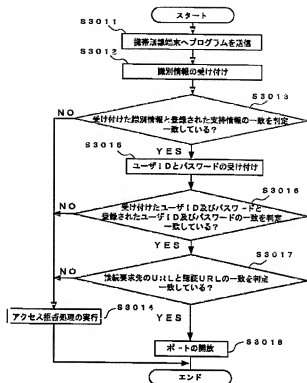 スタート
S3011
携帯電話端末へプログラムを送信
S3012
識別情報の受け付け
S3013
受け付けた識別情報と登録された支持情報の一致を判定
一致している?
NO
YES
S3015
ユーザIDとパスワードの受け付け
S3016
受け付けたユーザID及びパスワードと
登録されたユーザID及びパスワードの一致を判定
一致している?
NO
YES
S3017
接続要求先のURLと認証URLの一致を判定
一致している?
NO
S3014
アクセス拒否処理の実行
YES
S3018
ポートの開放
エンド